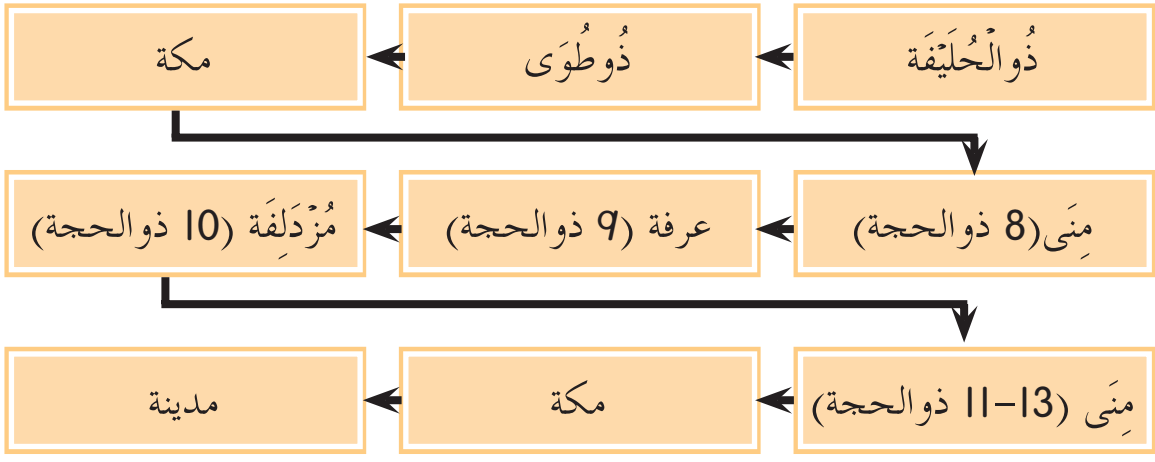 ذُوالْحُلَيْفَة
ذُوطُوَى
مكة
مِنَى(8 ذوالحجة)
عرفة (9 ذوالحجة)
مُزْدَلِفَة (10 ذوالحجة)
مِنَى (11–13 ذوالحجة)
مكة
مدينة